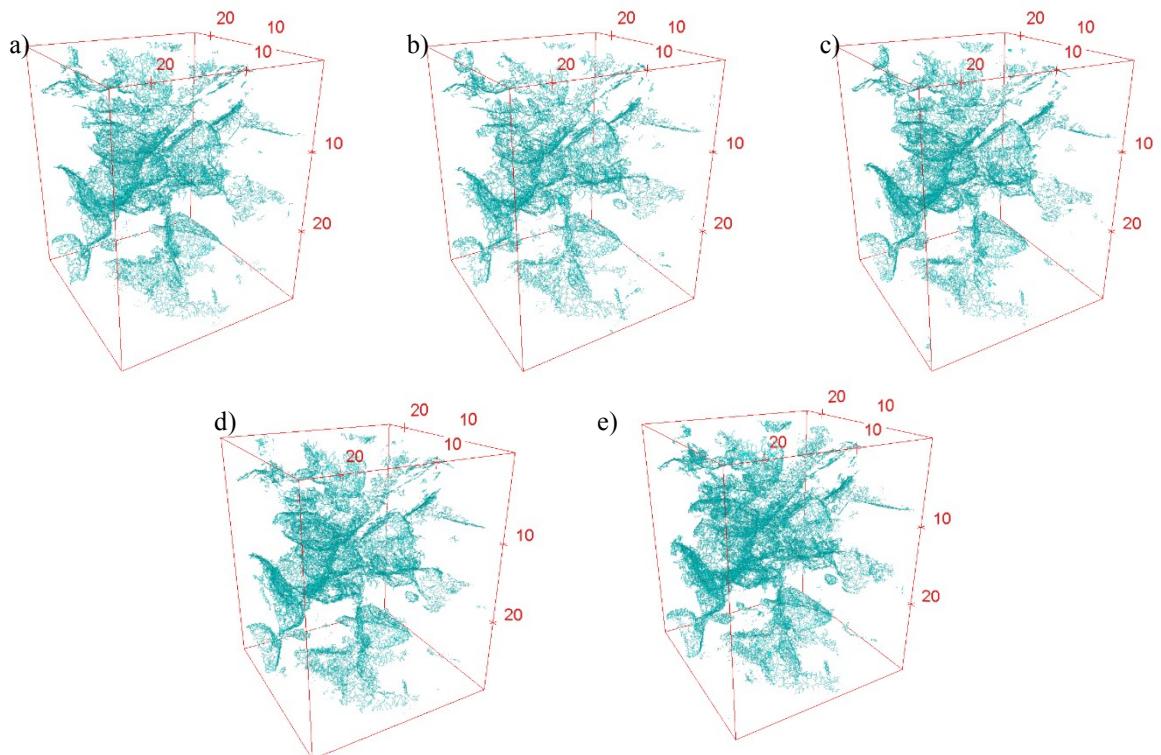 a) 20 10 20 10 10 20
b) 20 10 20 10 10 20
c) 20 10 20 10 10 20
d) 20 10 20 10 10 20
e) 20 10 20 10 10 20